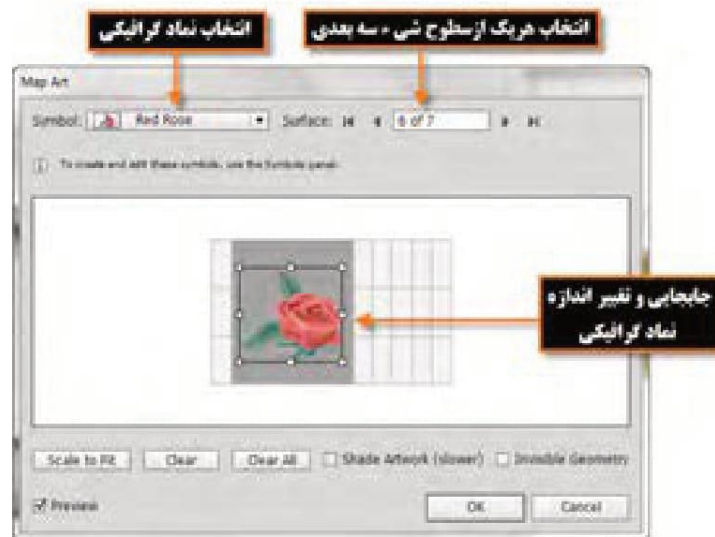 انتخاب نماد گرافیکی
انتخاب هریک از سطوح شی ء سه بعدی
Map Art
Symbol: Red Rose Surface: 6 of 7
To create and edit these symbols, use the Symbols panel.
جابجایی و تغییر اندازه
نماد گرافیکی
Scale to Fit Clear Clear All Shade Artwork (slower) Invisible Geometry
Preview OK Cancel